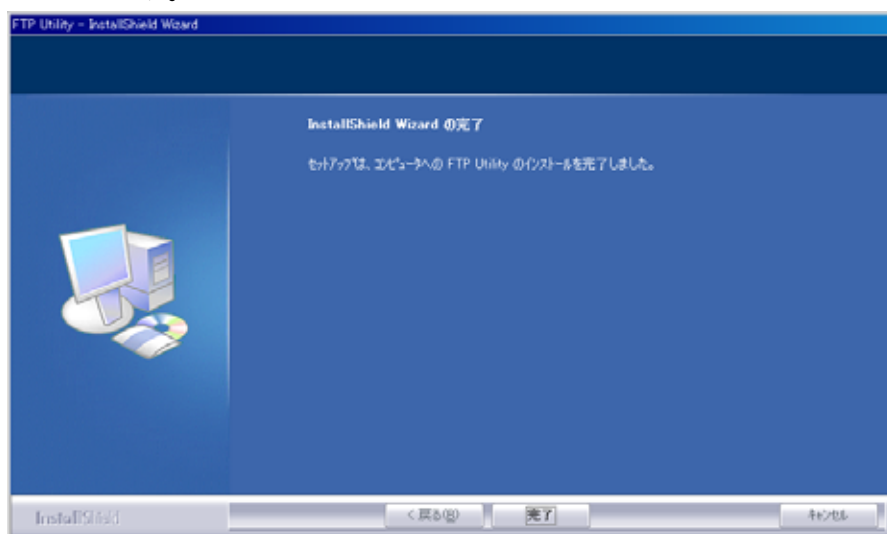 FTP Utility - InstallShield Wizard
InstallShield Wizard の完了
セットアップは、コンピュータへの FTP Utility のインストールを完了しました。
InstallShield
< 戻る(B)
完了
キャンセル